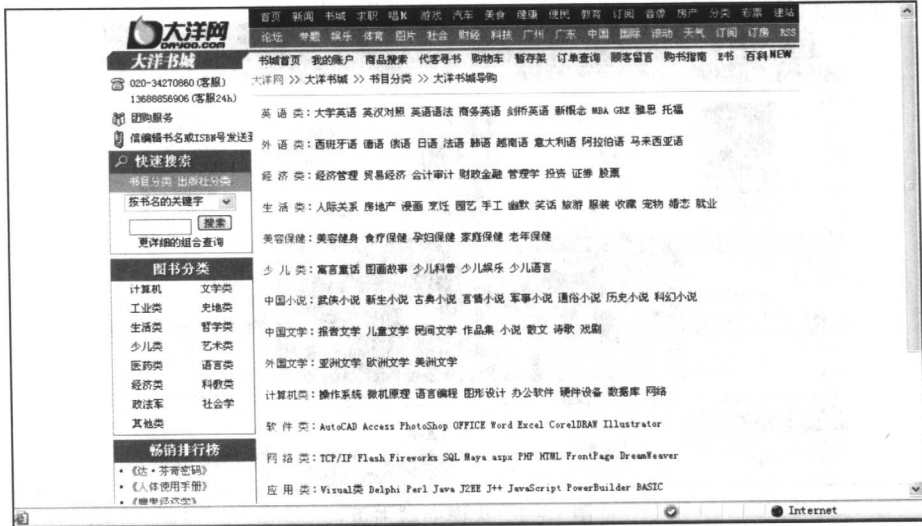 大洋网
DAYOO.COM
首页 新闻 书城 求职 唱K 游戏 汽车 美食 健康 便民 教育 订阅 音像 房产 分类 彩票 建站
论坛 专题 娱乐 体育 图片 社会 财经 科技 广州 广东 中国 国际 滚动 天气 订阅 订房 RSS
大洋书城
书城首页 我的账户 商品搜索 代客寻书 购物车 暂存架 订单查询 顾客留言 购书指南 E书 百科NEW
大洋网 >> 大洋书城 >> 书目分类 >> 大洋书城导购
020-34270860(客服)
13688856906(客服24h)
团购服务
信编辑书名或ISBN号发送到
快速搜索
书目分类 出版社分类
按书名的关键字
搜索
更详细的组合查询
图书分类
计算机 文学类
工业类 史地类
生活类 哲学类
少儿类 艺术类
医药类 语言类
经济类 科教类
政法军 社会学
其他类
畅销排行榜
《达·芬奇密码》
《人体使用手册》
《魔鬼经济学》
英 语 类：大学英语 英汉对照 英语语法 商务英语 剑桥英语 新概念 MBA GRE 雅思 托福
外 语 类：西班牙语 德语 俄语 日语 法语 韩语 越南语 意大利语 阿拉伯语 马来西亚语
经 济 类：经济管理 贸易经济 会计审计 财政金融 管理学 投资 证券 股票
生 活 类：人际关系 房地产 漫画 烹饪 园艺 手工 幽默 笑话 旅游 服装 收藏 宠物 婚恋 就业
美容保健：美容健身 食疗保健 孕妇保健 家庭保健 老年保健
少 儿 类：寓言童话 图画故事 少儿科普 少儿娱乐 少儿语言
中国小说：武侠小说 新生小说 古典小说 言情小说 军事小说 通俗小说 历史小说 科幻小说
中国文学：报告文学 儿童文学 民间文学 作品集 小说 散文 诗歌 戏剧
外国文学：亚洲文学 欧洲文学 美洲文学
计算机类：操作系统 微机原理 语言编程 图形设计 办公软件 硬件设备 数据库 网络
软 件 类：AutoCAD Access PhotoShop OFFICE Word Excel CorelDRAW Illustrator
网 络 类：TCP/IP Flash Fireworks SQL Maya aspx PHP HTML FrontPage DreamWeaver
应 用 类：Visual类 Delphi Perl Java J2EE J++ JavaScript PowerBuilder BASIC
Internet